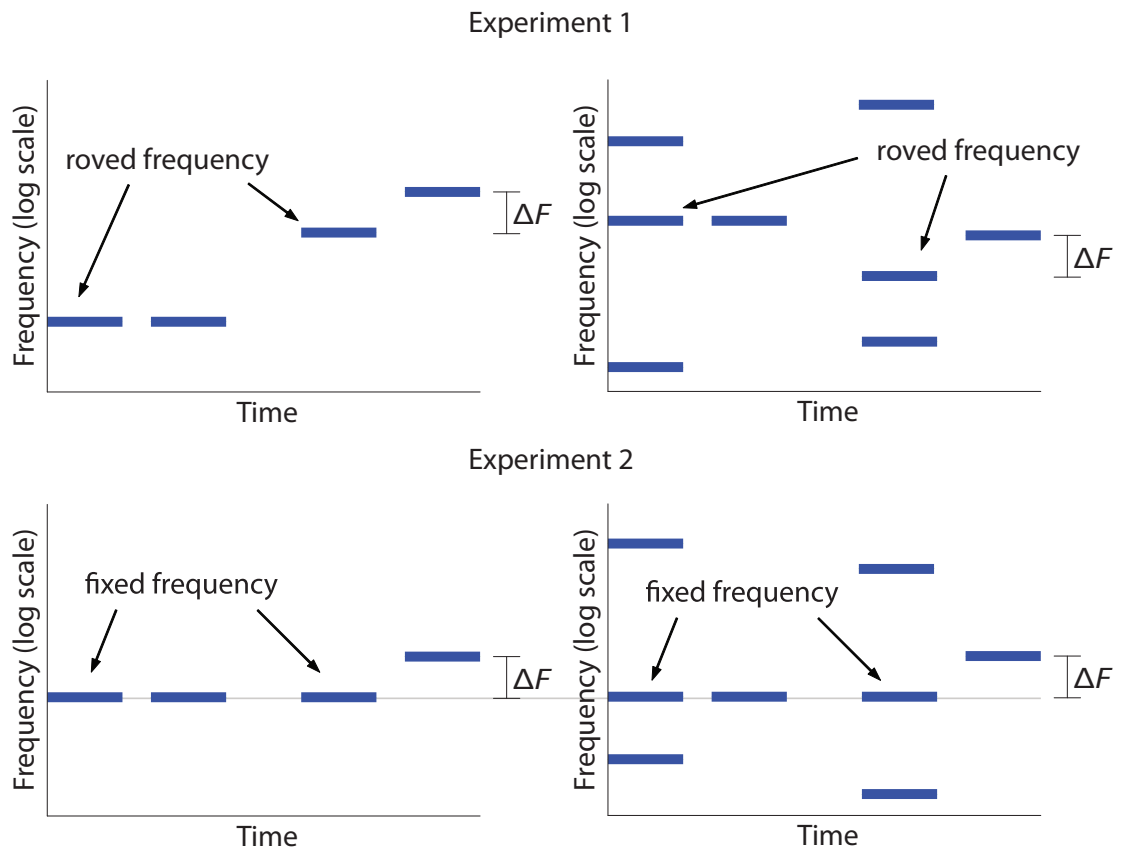 Experiment 1
Frequency (log scale)
roved frequency
ΔF
Time
Frequency (log scale)
roved frequency
ΔF
Time
Experiment 2
Frequency (log scale)
fixed frequency
ΔF
Time
Frequency (log scale)
fixed frequency
ΔF
Time